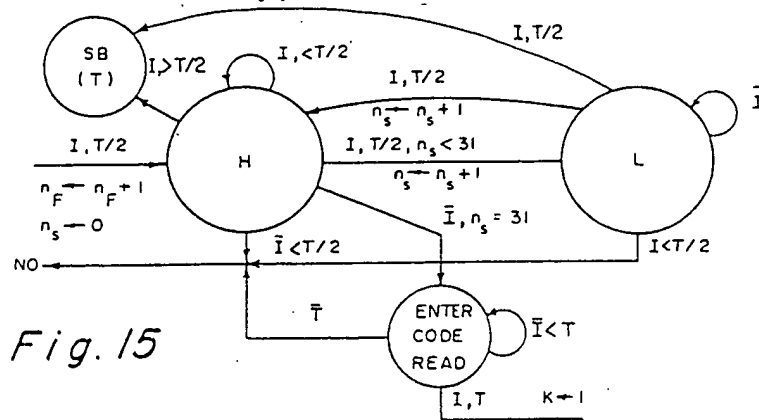 I, T/2
SB
(T)
I, >T/2
I, <T/2
I, T/2
n_s ← n_s + 1
Ī
I, T/2
n_F ← n_F + 1
n_s ← 0
H
I, T/2, n_s < 31
n_s ← n_s + 1
L
Ī, n_s = 31
Ī < T/2
I < T/2
NO
T̄
ENTER
CODE
READ
Ī < T
I, T
K ← 1
Fig. 15